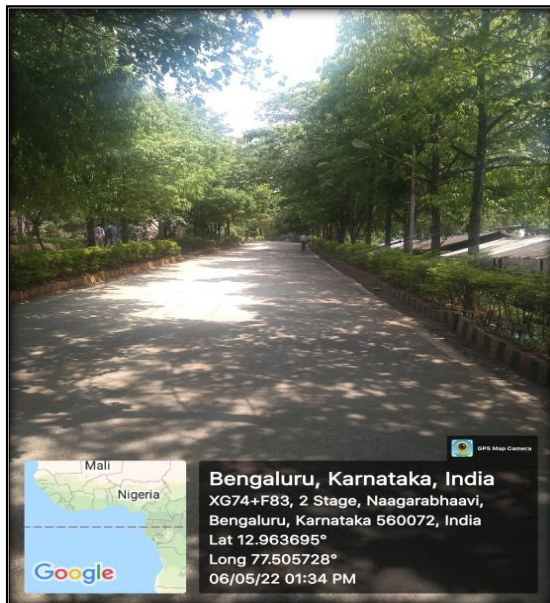 GPS Map Camera
Mali
Nigeria
Google
Bengaluru, Karnataka, India
XG74+F83, 2 Stage, Naagarabhaavi,
Bengaluru, Karnataka 560072, India
Lat 12.963695°
Long 77.505728°
06/05/22 01:34 PM